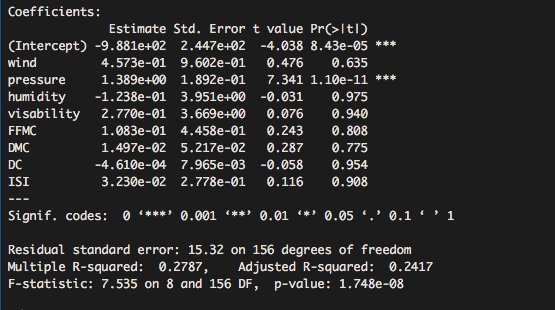 Coefficients:
              Estimate Std. Error t value Pr(>|t|)
(Intercept) -9.881e+02  2.447e+02  -4.038 8.43e-05 ***
wind         4.573e-01  9.602e-01   0.476    0.635
pressure     1.389e+00  1.892e-01   7.341 1.10e-11 ***
humidity    -1.238e-01  3.951e+00  -0.031    0.975
visability   2.770e-01  3.669e+00   0.076    0.940
FFMC         1.083e-01  4.458e-01   0.243    0.808
DMC          1.497e-02  5.217e-02   0.287    0.775
DC          -4.610e-04  7.965e-03  -0.058    0.954
ISI          3.230e-02  2.778e-01   0.116    0.908
---
Signif. codes:  0 ‘***’ 0.001 ‘**’ 0.01 ‘*’ 0.05 ‘.’ 0.1 ‘ ’ 1
Residual standard error: 15.32 on 156 degrees of freedom
Multiple R-squared:  0.2787,    Adjusted R-squared:  0.2417
F-statistic: 7.535 on 8 and 156 DF,  p-value: 1.748e-08